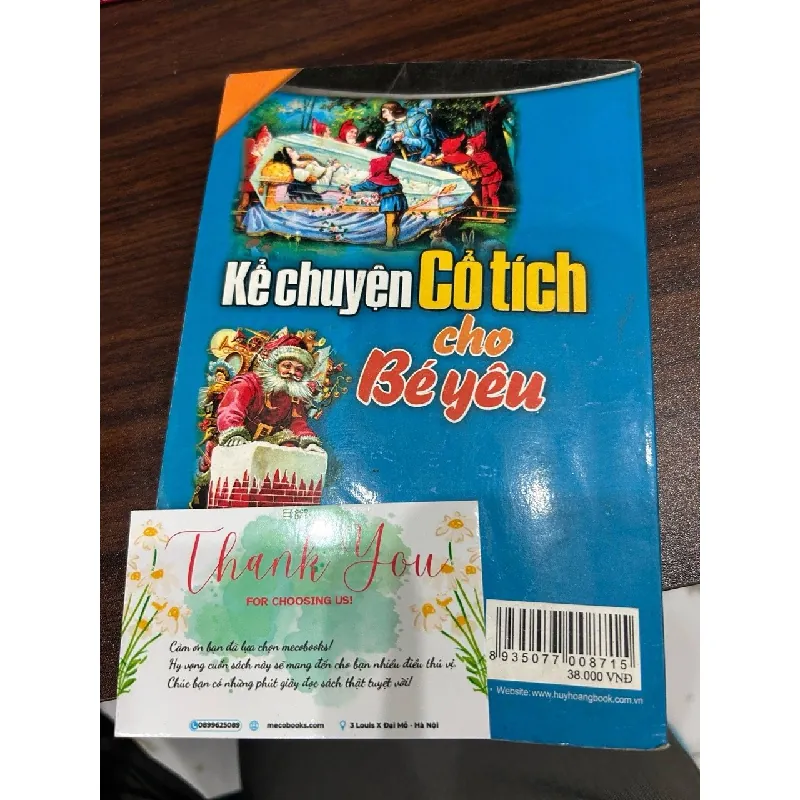 Kể chuyện Cổ tích
cho
Bé yêu
Thank You
FOR CHOOSING US!
Cảm ơn bạn đã lựa chọn mecobooks!
Hy vọng cuốn sách này sẽ mang đến cho bạn nhiều điều thú vị.
Chúc bạn có những phút giây đọc sách thật tuyệt vời!
0899625089
mecobooks.com
3 Louis X Đại Mỗ - Hà Nội
8 935077 008715
38.000 VNĐ
Website: www.huyhoangbook.com.vn